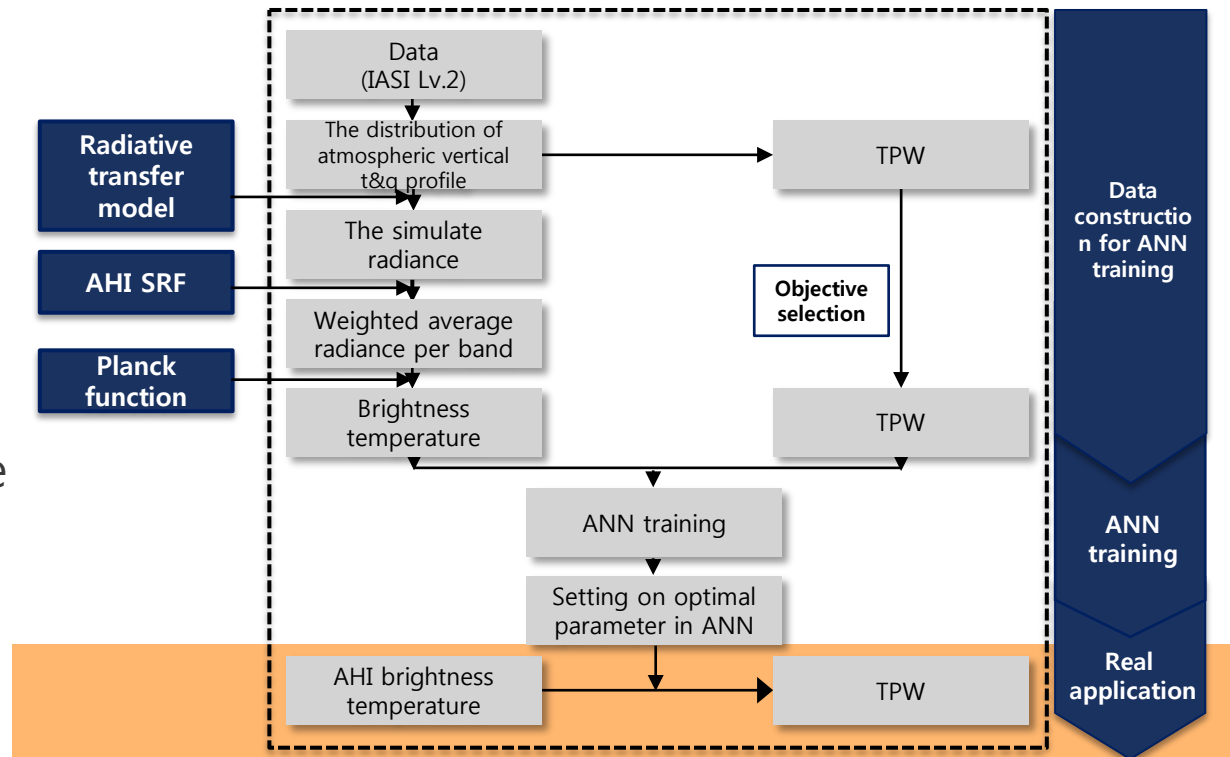 Data
(IASI Lv.2)
The distribution of
atmospheric vertical
t&q profile
TPW
Radiative
transfer
model
The simulate
radiance
AHI SRF
Weighted average
radiance per band
Objective
selection
Planck
function
Brightness
temperature
TPW
Data
constructio
n for ANN
training
e
ANN training
ANN
training
Setting on optimal
parameter in ANN
AHI brightness
temperature
TPW
Real
application